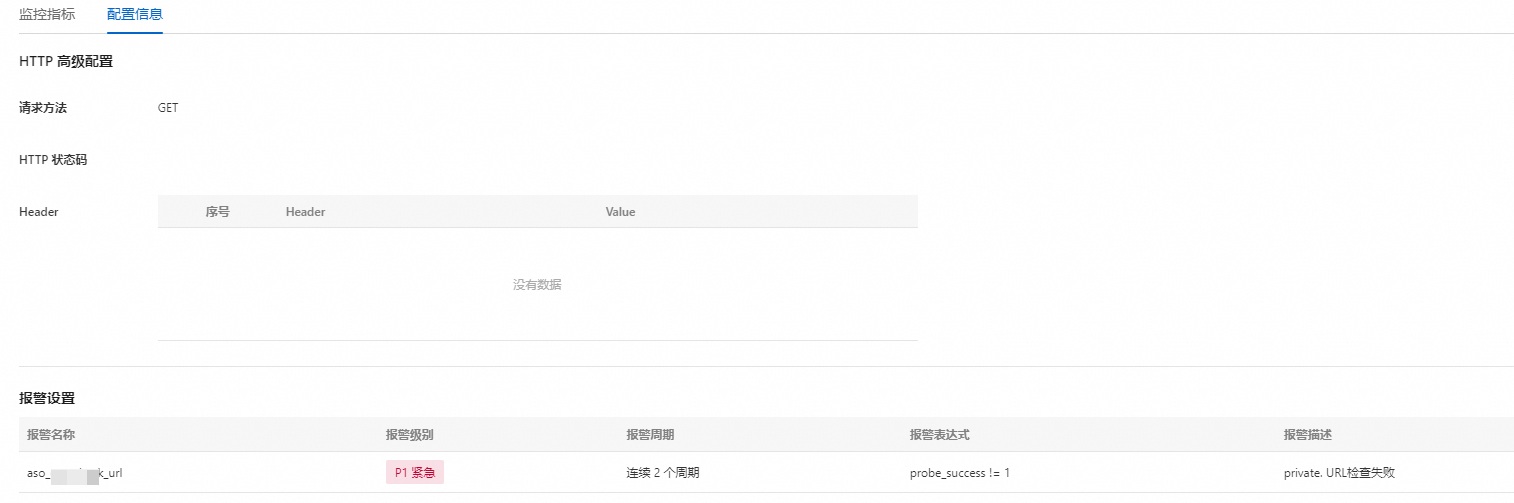 监控指标 配置信息
HTTP 高级配置
请求方法 GET
HTTP 状态码
Header 序号 Header Value
没有数据
报警设置
报警名称 报警级别 报警周期 报警表达式 报警描述
aso_ k_url P1 紧急 连续 2 个周期 probe_success != 1 private. URL检查失败